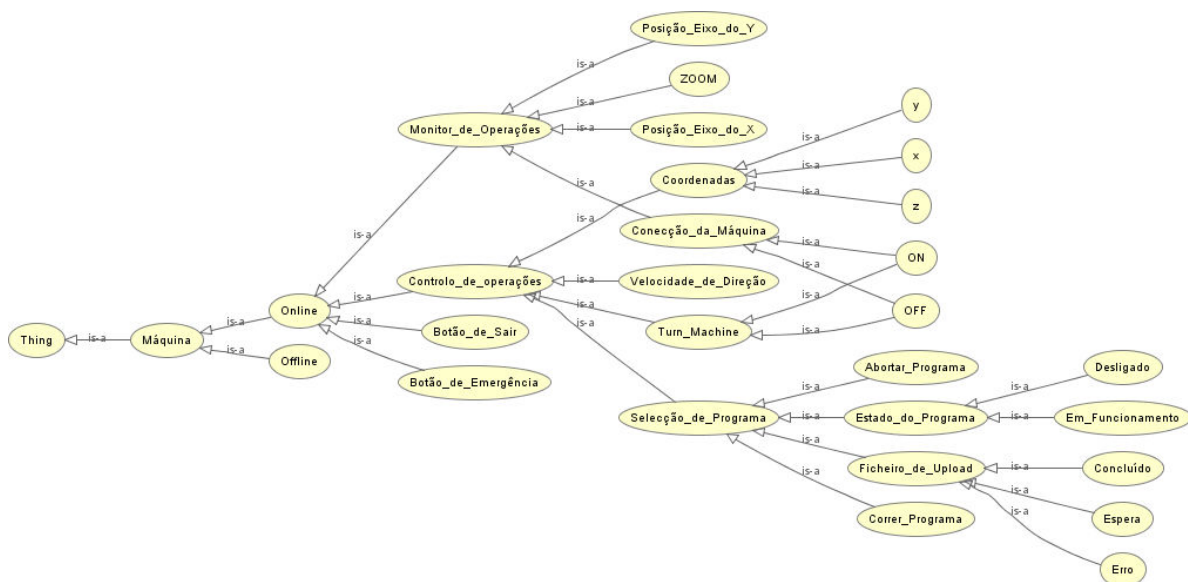 Posição_Eixo_do_Y
is-a
ZOOM
is-a
Monitor_de_Operações
is-a
Posição_Eixo_do_X
y
is-a
x
is-a
Coordenadas
is-a
z
is-a
is-a
Conecção_da_Máquina
is-a
ON
is-a
is-a
is-a
Controlo_de_operações
is-a
Velocidade_de_Direção
is-a
OFF
Online
is-a
is-a
is-a
Turn_Machine
is-a
Thing
is-a
Máquina
is-a
is-a
Botão_de_Sair
is-a
is-a
Offline
is-a
Botão_de_Emergência
Abortar_Programa
is-a
Desligado
is-a
Selecção_de_Programa
is-a
Estado_do_Programa
is-a
Em_Funcionamento
is-a
Ficheiro_de_Upload
is-a
Concluído
is-a
is-a
Correr_Programa
is-a
Espera
Erro